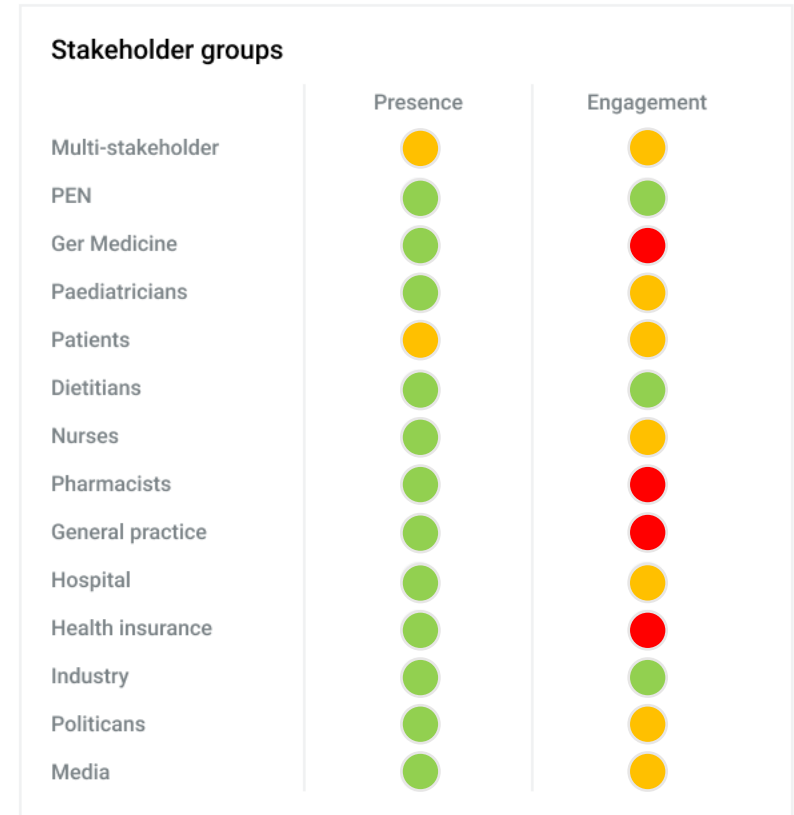 Stakeholder groups
Presence Engagement
Multi-stakeholder
PEN
Ger Medicine
Paediatricians
Patients
Dietitians
Nurses
Pharmacists
General practice
Hospital
Health insurance
Industry
Politicans
Media